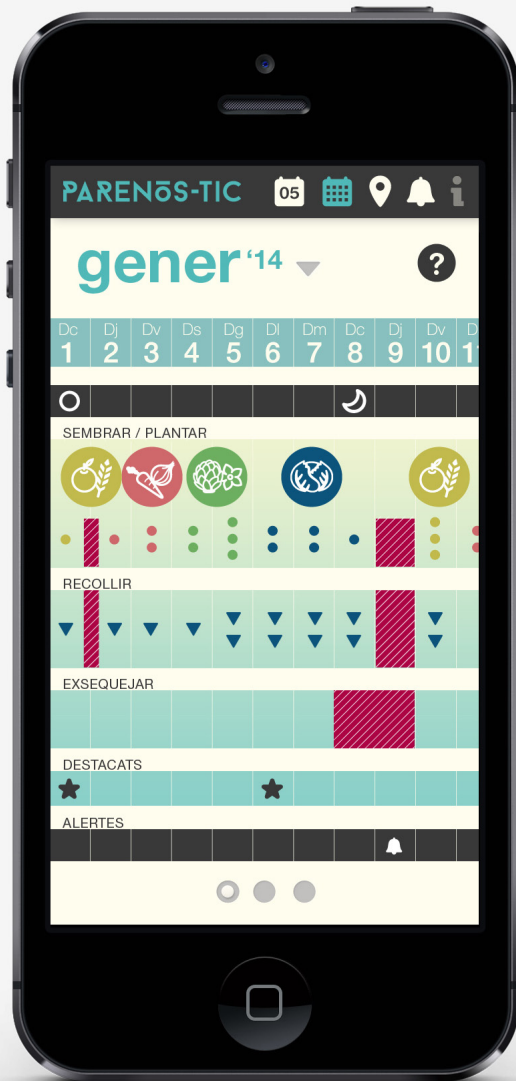 PARENŌS-TIC 05
gener '14
?
Dc Dj Dv Ds Dg Dl Dm Dc Dj Dv
1 2 3 4 5 6 7 8 9 10
SEMBRAR / PLANTAR
RECOLLIR
EXSEQUEJAR
DESTACATS
ALERTES